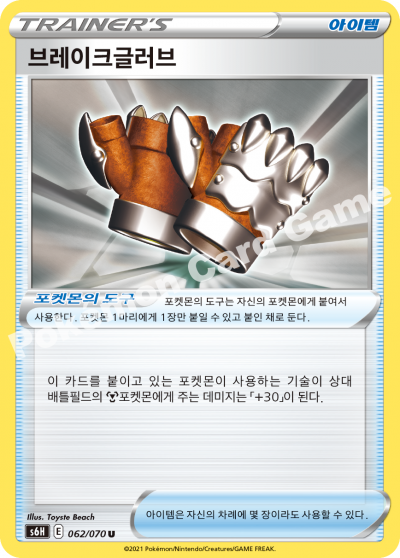 TRAINER'S 아이템
브레이크글러브
포켓몬의 도구 포켓몬의 도구는 자신의 포켓몬에게 붙여서
사용한다. 포켓몬 1마리에게 1장만 붙일 수 있고 붙인 채로 둔다.
이 카드를 붙이고 있는 포켓몬이 사용하는 기술이 상대
배틀필드의 포켓몬에게 주는 데미지는 「+30」이 된다.
Pokémon Card Game
Illus. Toyste Beach
s6H E 062/070 U
아이템은 자신의 차례에 몇 장이라도 사용할 수 있다.
©2021 Pokémon/Nintendo/Creatures/GAME FREAK.